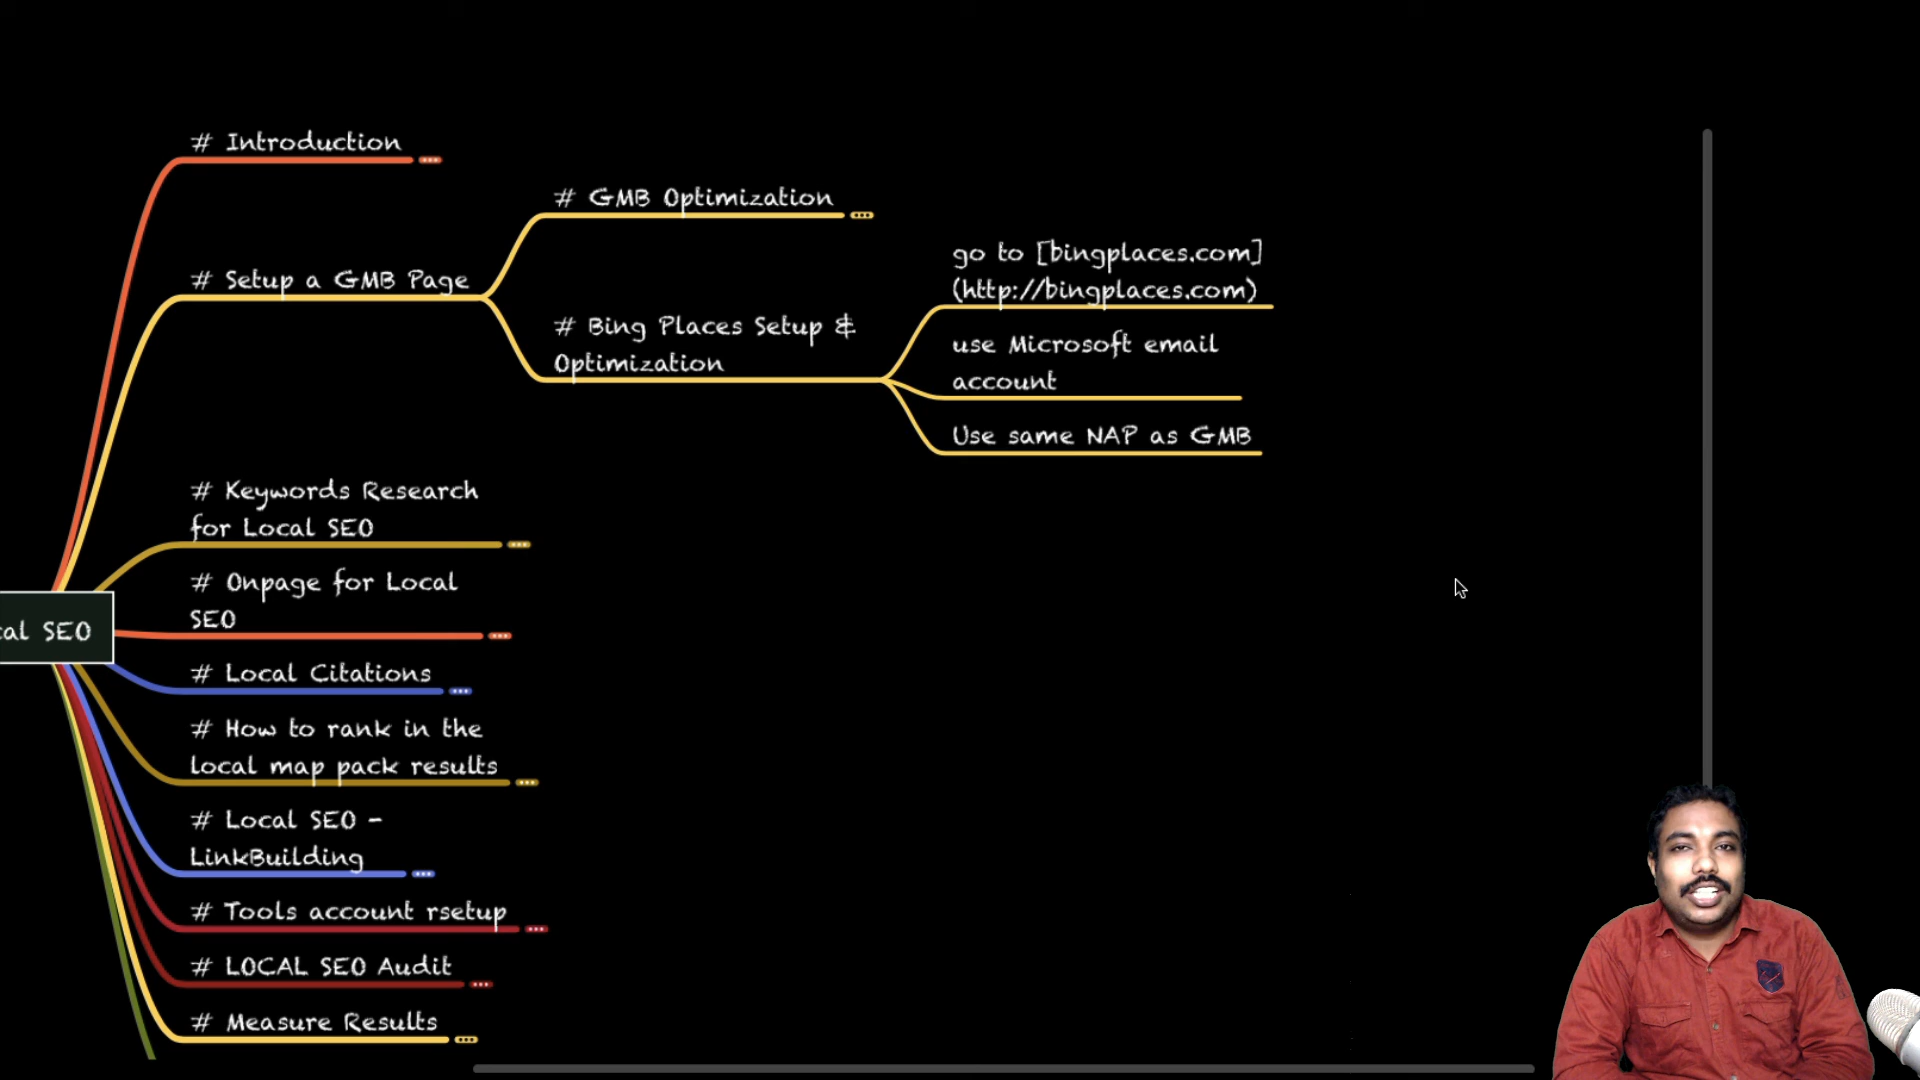 # Introduction
# GMB Optimization
# Setup a GMB Page
go to [bingplaces.com]
(http://bingplaces.com)
# Bing Places Setup &
Optimization
use Microsoft email
account
Use same NAP as GMB
# Keywords Research
for Local SEO
# Onpage for Local
SEO
SEO
# Local Citations
# How to rank in the
local map pack results
# Local SEO -
LinkBuilding
# Tools account rsetup
# LOCAL SEO Audit
# Measure Results